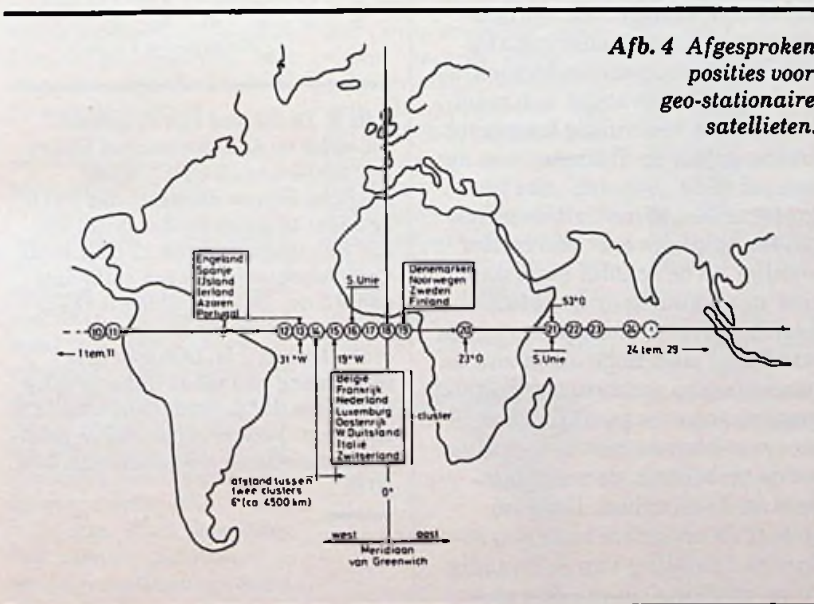 Afb. 4 Afgesproken
posities voor
geo-stationaire
satellieten.
Engeland
Spanje
IJsland
Ierland
Azoren
Portugal
S. Unie
Denemarken
Noorwegen
Zweden
Finland
53°O
10 11 12 13 14 15 16 17 18 19 20 21 22 23 24
← 1 tem. 11
31°W
19°W
23°O
S. Unie
24 tem. 29 →
België
Frankrijk
Nederland
Luxemburg
Oostenrijk
W. Duitsland
Italië
Zwitserland
cluster
afstand tussen
twee clusters
6° (ca. 4500 km)
0°
west oost
Meridiaan
van Greenwich